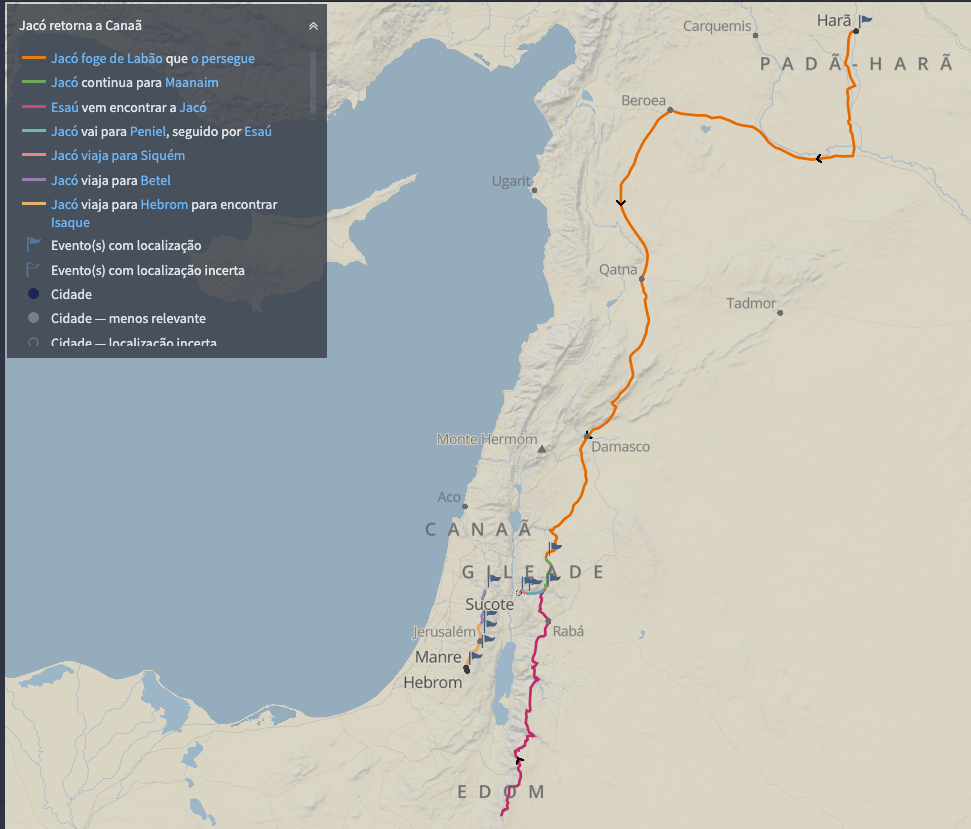 Jacó retorna a Canaã
Jacó foge de Labão que o persegue
Jacó continua para Maanaim
Esaú vem encontrar a Jacó
Jacó vai para Peniel, seguido por Esaú
Jacó viaja para Siquém
Jacó viaja para Betel
Jacó viaja para Hebrom para encontrar
Isaque
Evento(s) com localização
Evento(s) com localização incerta
Cidade
Cidade — menos relevante
Cidade — localização incerta
Carquemis
Harã
PADÃ-HARÃ
Beroea
Ugarit
Qatna
Tadmor
Monte Hermom
Damasco
Aco
CANAÃ
GILEADE
Sucote
Jerusalém
Rabá
Manre
Hebrom
EDOM